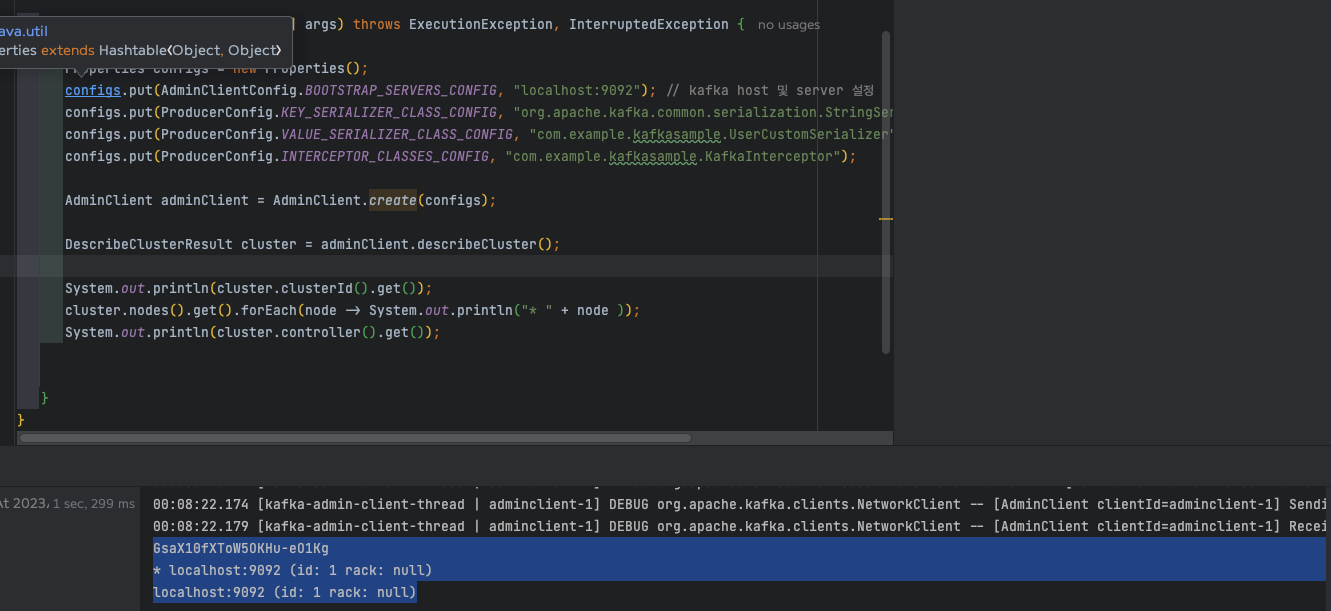 args) throws ExecutionException, InterruptedException { no usages
ava.util
erties extends Hashtable<Object, Object>
Properties configs = new Properties();
configs.put(AdminClientConfig.BOOTSTRAP_SERVERS_CONFIG, "localhost:9092"); // kafka host 및 server 설정
configs.put(ProducerConfig.KEY_SERIALIZER_CLASS_CONFIG, "org.apache.kafka.common.serialization.StringSer
configs.put(ProducerConfig.VALUE_SERIALIZER_CLASS_CONFIG, "com.example.kafkasample.UserCustomSerializer"
configs.put(ProducerConfig.INTERCEPTOR_CLASSES_CONFIG, "com.example.kafkasample.KafkaInterceptor");
AdminClient adminClient = AdminClient.create(configs);
DescribeClusterResult cluster = adminClient.describeCluster();
System.out.println(cluster.clusterId().get());
cluster.nodes().get().forEach(node -> System.out.println("* " + node ));
System.out.println(cluster.controller().get());
}
}
At 2023, 1 sec, 299 ms
00:08:22.174 [kafka-admin-client-thread | adminclient-1] DEBUG org.apache.kafka.clients.NetworkClient -- [AdminClient clientId=adminclient-1] Sendi
00:08:22.179 [kafka-admin-client-thread | adminclient-1] DEBUG org.apache.kafka.clients.NetworkClient -- [AdminClient clientId=adminclient-1] Recei
GsaX10fXToW5OKHu-eO1Kg
* localhost:9092 (id: 1 rack: null)
localhost:9092 (id: 1 rack: null)